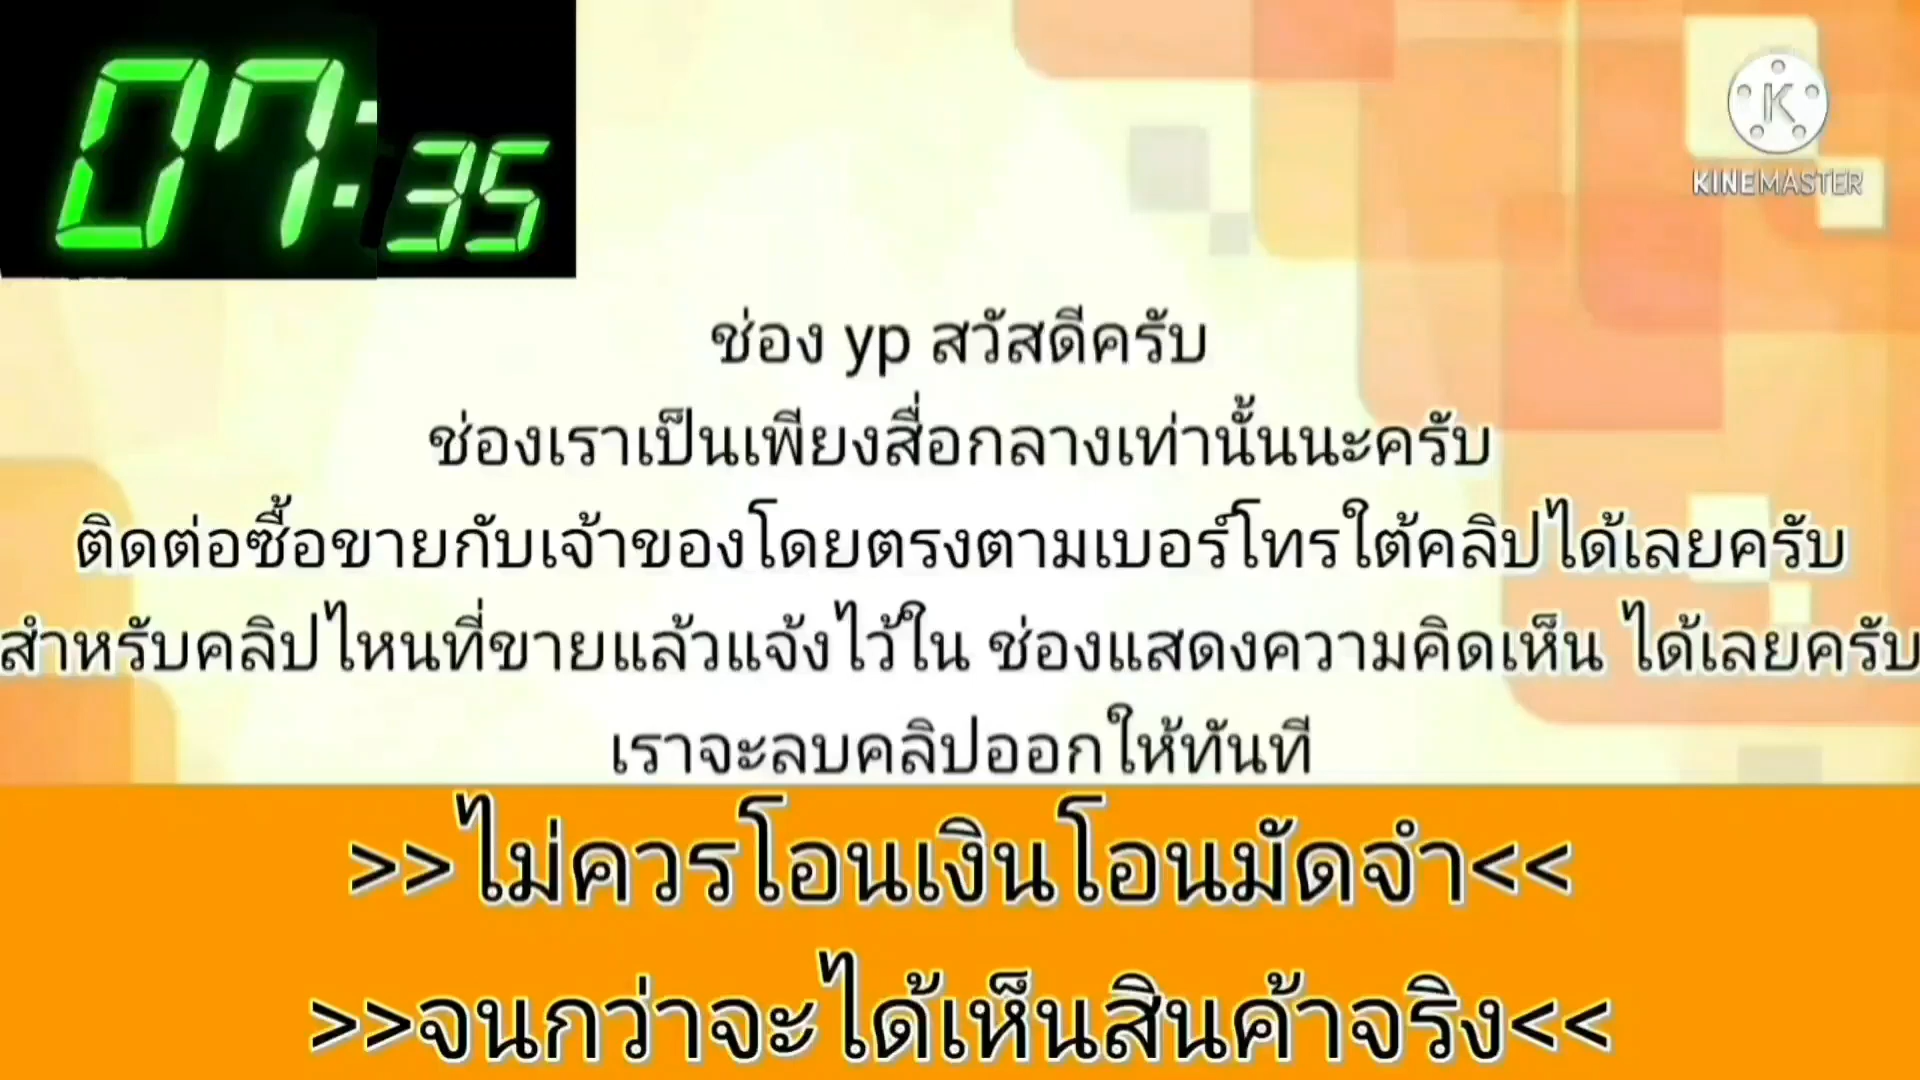 07:35
KINEMASTER
ช่อง yp สวัสดีครับ
ช่องเราเป็นเพียงสื่อกลางเท่านั้นนะครับ
ติดต่อซื้อขายกับเจ้าของโดยตรงตามเบอร์โทรใต้คลิปได้เลยครับ
สำหรับคลิปไหนที่ขายแล้วแจ้งไว้ใน ช่องแสดงความคิดเห็น ได้เลยครับ
เราจะลบคลิปออกให้ทันที
>>ไม่ควรโอนเงินโอนมัดจำ<<
>>จนกว่าจะได้เห็นสินค้าจริง<<